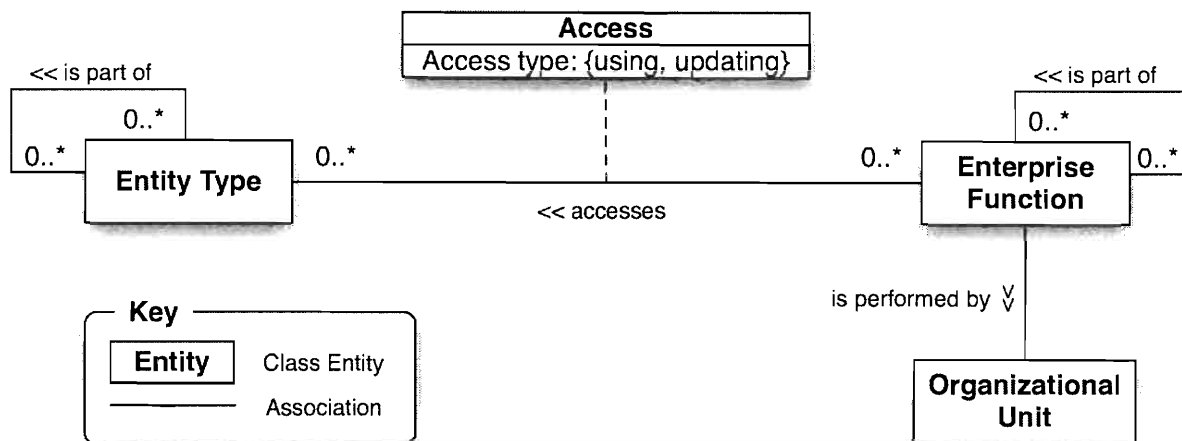 Access
Access type: {using, updating}
<< is part of
0..*
0..*
Entity Type
0..*
<< accesses
0..*
<< is part of
0..*
0..*
Enterprise
Function
is performed by >>
Organizational
Unit
Key
Entity
Class Entity
Association